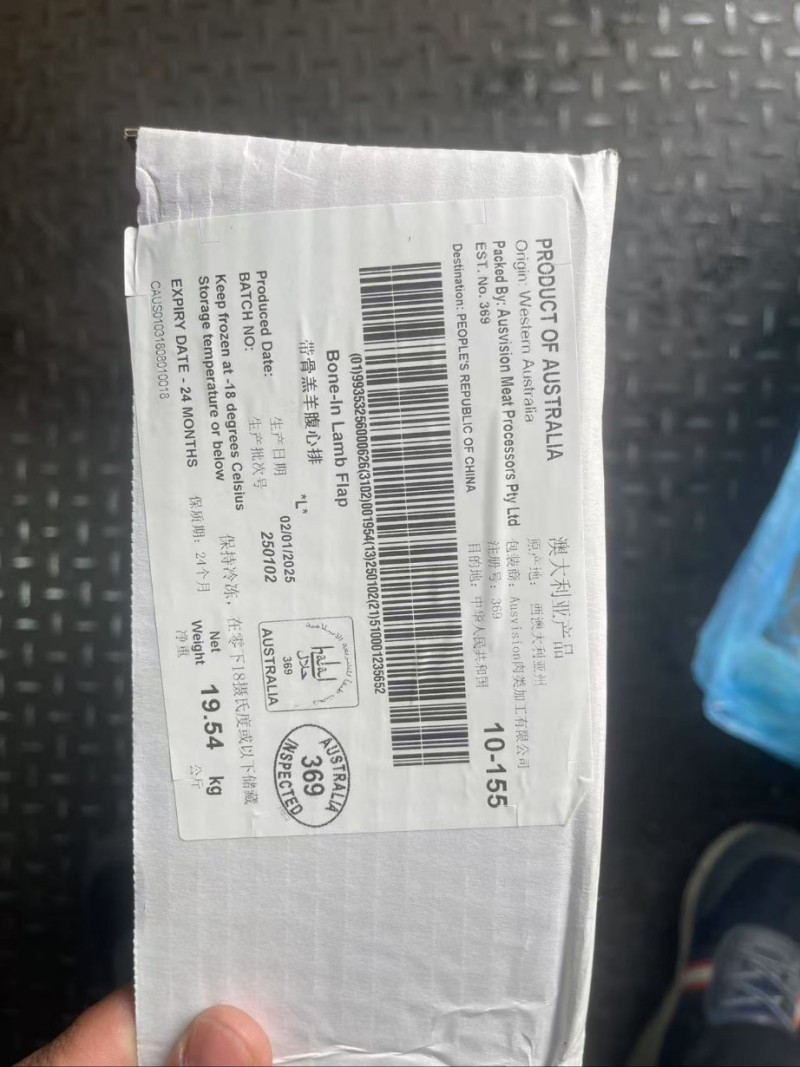 PRODUCT OF AUSTRALIA 澳大利亚产品
Origin: Western Australia 原产地: 西澳大利亚州
Packed By: Ausvision Meat Processors Pty Ltd 包装商: Ausvision肉类加工有限公司
EST. No. 369 注册号: 369 10-155
Destination: PEOPLE'S REPUBLIC OF CHINA 目的地: 中华人民共和国
(01)99353256000626(3102)001954(13)250102(21)510001235652
Bone-In Lamb Flap
带骨羔羊腹心排
*L*
Produced Date: 生产日期 02/01/2025
BATCH NO: 生产批次号 250102
halal
حلال
369
AUSTRALIA
AUSTRALIA
369
INSPECTED
Keep frozen at -18 degrees Celsius 保持冷冻, 在零下18摄氏度或以下储藏
Storage temperature or below
EXPIRY DATE - 24 MONTHS 保质期: 24个月
Net Weight 净重 19.54 kg 公斤
CAUS01031808010018